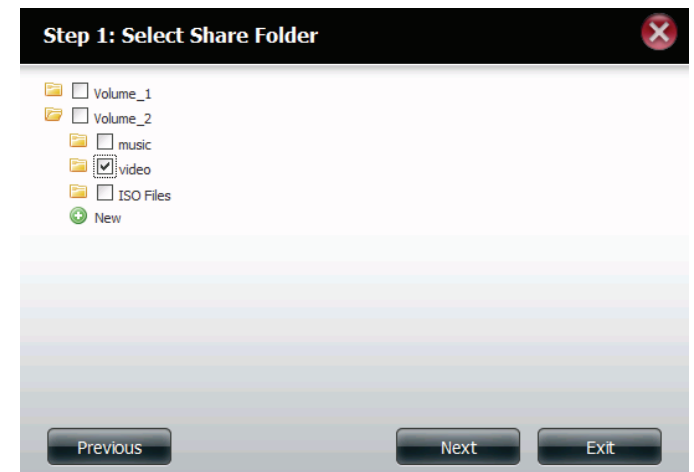 Step 1: Select Share Folder
Volume_1
Volume_2
music
video
ISO Files
New
Previous Next Exit